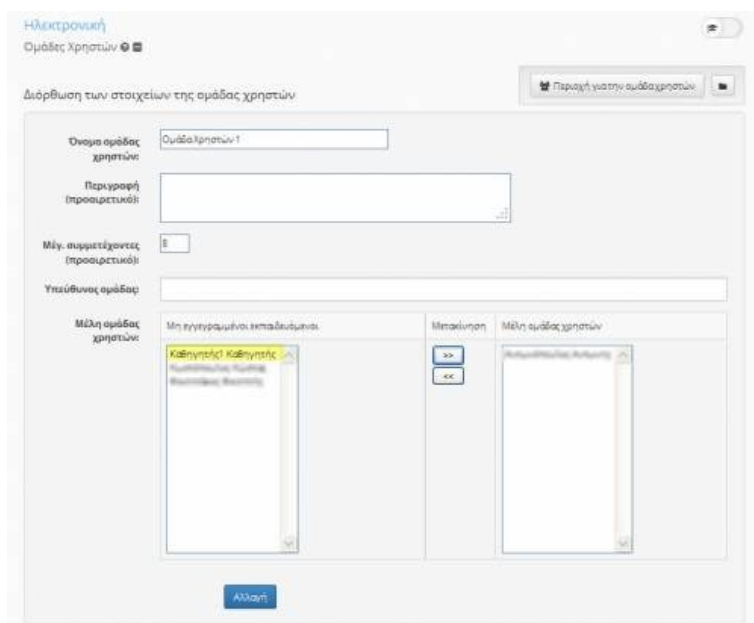 Ηλεκτρονική
Ομάδες Χρηστών
Περιοχή για την ομάδα χρηστών
Διόρθωση των στοιχείων της ομάδας χρηστών
Όνομα ομάδας χρηστών:
Ομάδα Χρηστών 1
Περιγραφή (προαιρετικό):
Μέγ. συμμετέχοντες (προαιρετικό):
8
Υπεύθυνος ομάδας:
Μέλη ομάδας χρηστών:
Μη εγγεγραμμένοι εκπαιδευόμενοι
Μετακίνηση
Μέλη ομάδας χρηστών
Καθηγητής1 Καθηγητής
>>
<<
Αλλαγή